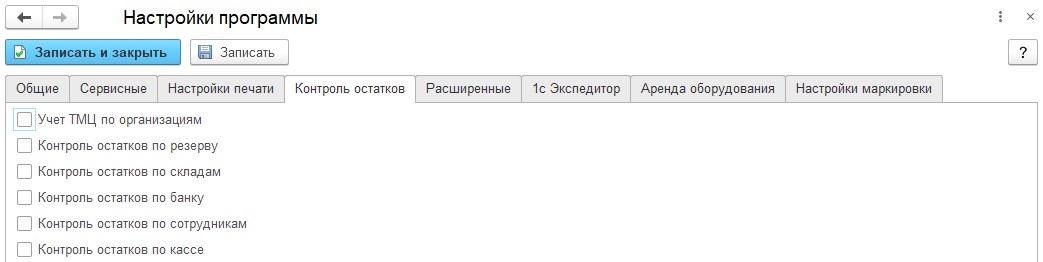 Настройки программы
Записать и закрыть Записать ?
Общие Сервисные Настройки печати Контроль остатков Расширенные 1с Экспедитор Аренда оборудования Настройки маркировки
Учет ТМЦ по организациям
Контроль остатков по резерву
Контроль остатков по складам
Контроль остатков по банку
Контроль остатков по сотрудникам
Контроль остатков по кассе